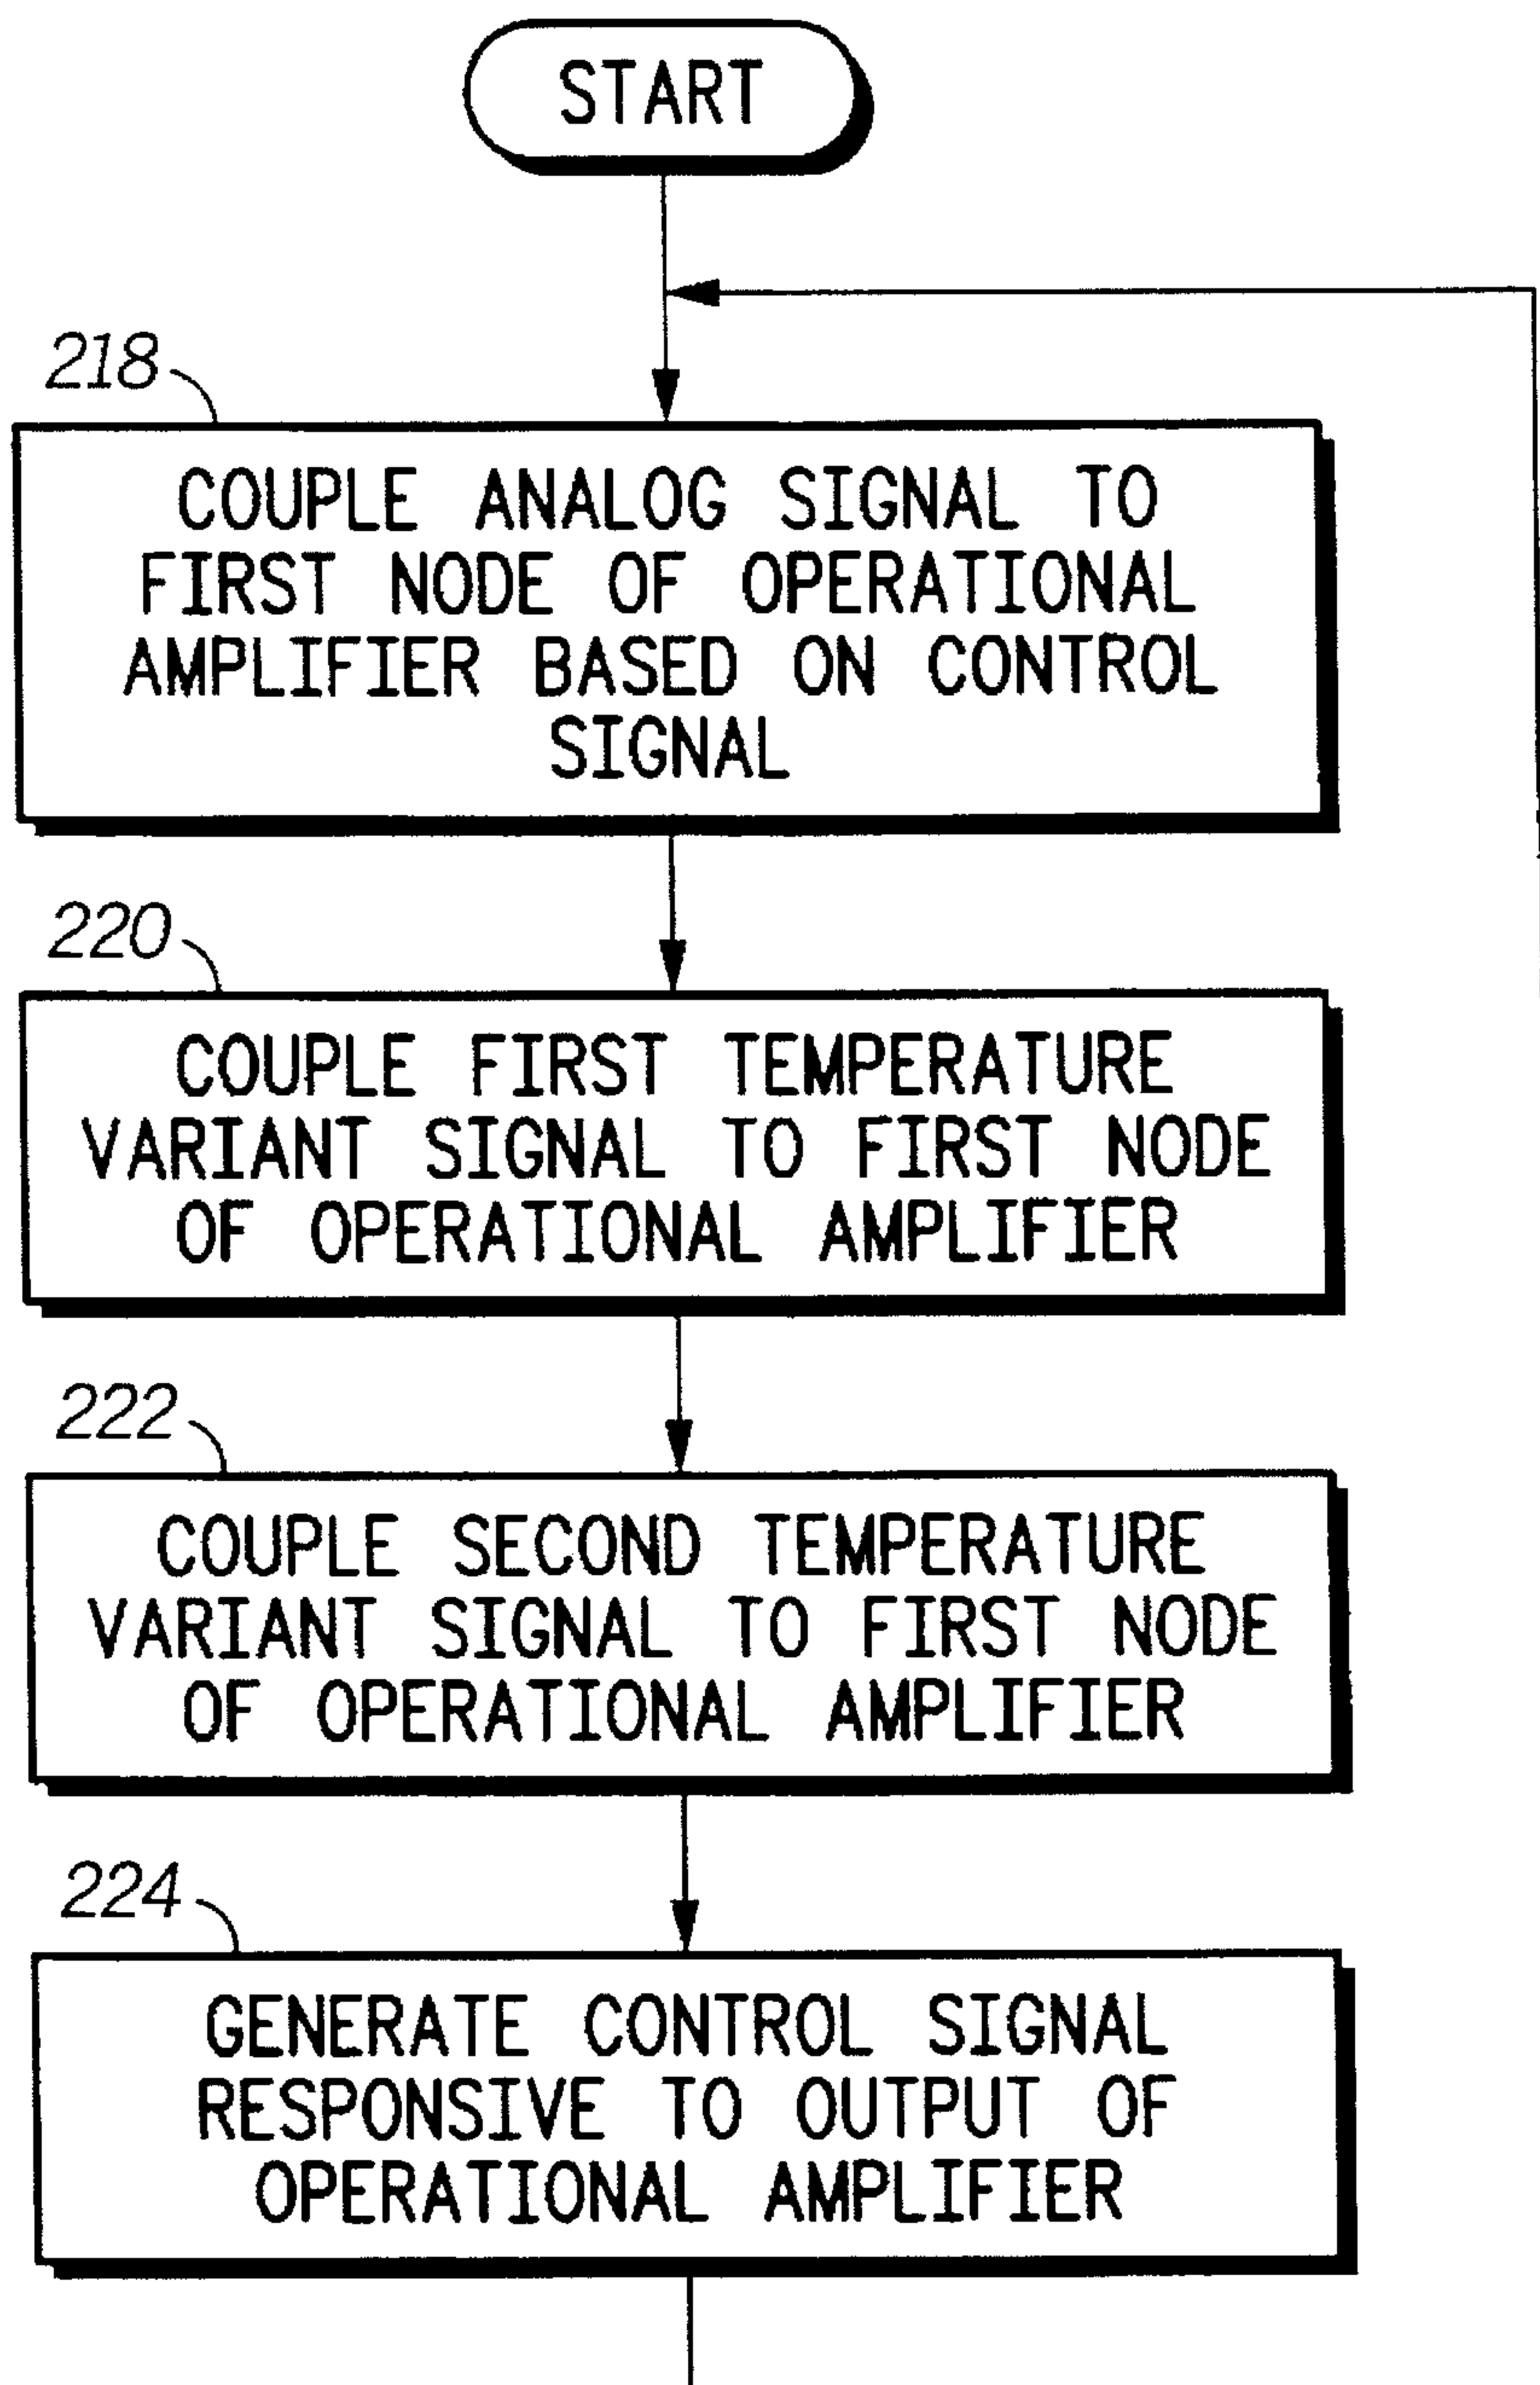 START
218
COUPLE ANALOG SIGNAL TO
FIRST NODE OF OPERATIONAL
AMPLIFIER BASED ON CONTROL
SIGNAL
220
COUPLE FIRST TEMPERATURE
VARIANT SIGNAL TO FIRST NODE
OF OPERATIONAL AMPLIFIER
222
COUPLE SECOND TEMPERATURE
VARIANT SIGNAL TO FIRST NODE
OF OPERATIONAL AMPLIFIER
224
GENERATE CONTROL SIGNAL
RESPONSIVE TO OUTPUT OF
OPERATIONAL AMPLIFIER